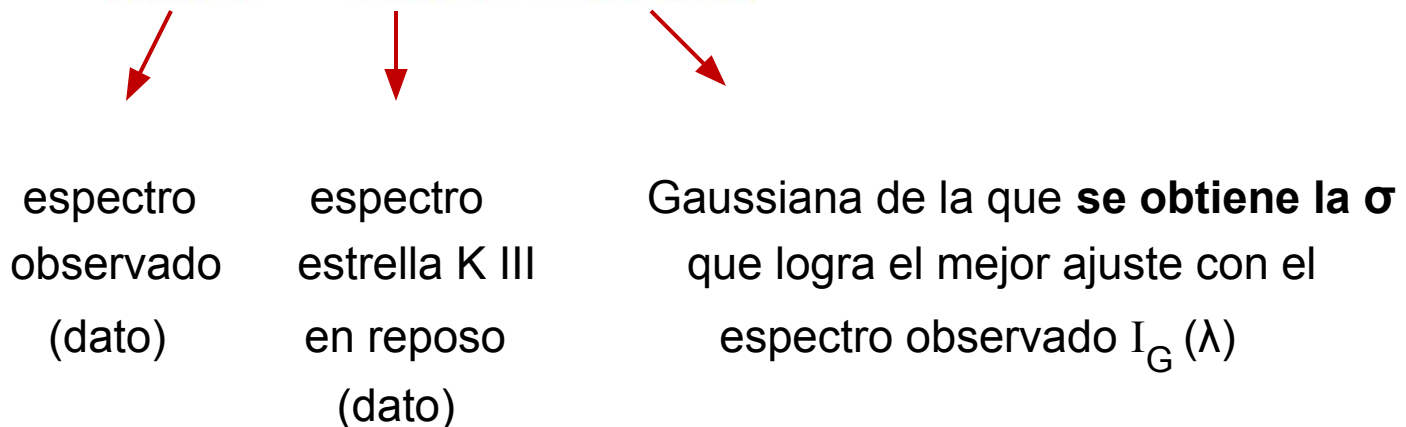 espectro
observado
(dato)
espectro
estrella K III
en reposo
(dato)
Gaussiana de la que se obtiene la σ
que logra el mejor ajuste con el
espectro observado I_G (λ)